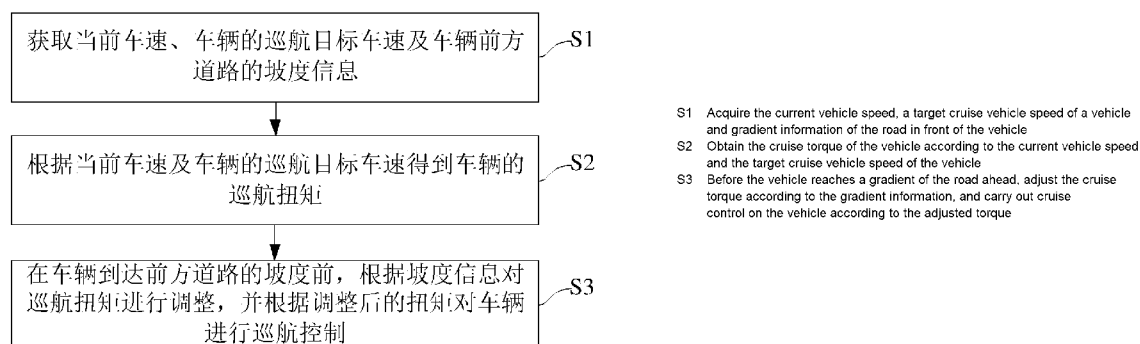 获取当前车速、车辆的巡航目标车速及车辆前方
道路的坡度信息
S1
根据当前车速及车辆的巡航目标车速得到车辆的
巡航扭矩
S2
在车辆到达前方道路的坡度前，根据坡度信息对
巡航扭矩进行调整，并根据调整后的扭矩对车辆
进行巡航控制
S3
S1 Acquire the current vehicle speed, a target cruise vehicle speed of a vehicle
and gradient information of the road in front of the vehicle
S2 Obtain the cruise torque of the vehicle according to the current vehicle speed
and the target cruise vehicle speed of the vehicle
S3 Before the vehicle reaches a gradient of the road ahead, adjust the cruise
torque according to the gradient information, and carry out cruise
control on the vehicle according to the adjusted torque